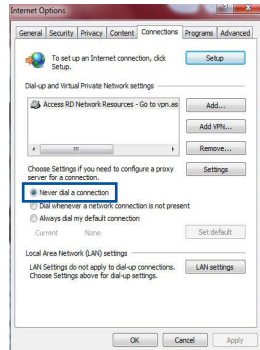 Internet Options
General Security Privacy Content Connections Programs Advanced
To set up an Internet connection, click
Setup.
Setup
Dial-up and Virtual Private Network settings
Access RD Network Resources - Go to vpn.as
Add...
Add VPN...
Remove...
Choose Settings if you need to configure a proxy
server for a connection.
Settings
Never dial a connection
Dial whenever a network connection is not present
Always dial my default connection
Current None
Set default
Local Area Network (LAN) settings
LAN Settings do not apply to dial-up connections.
Choose Settings above for dial-up settings.
LAN settings
OK Cancel Apply